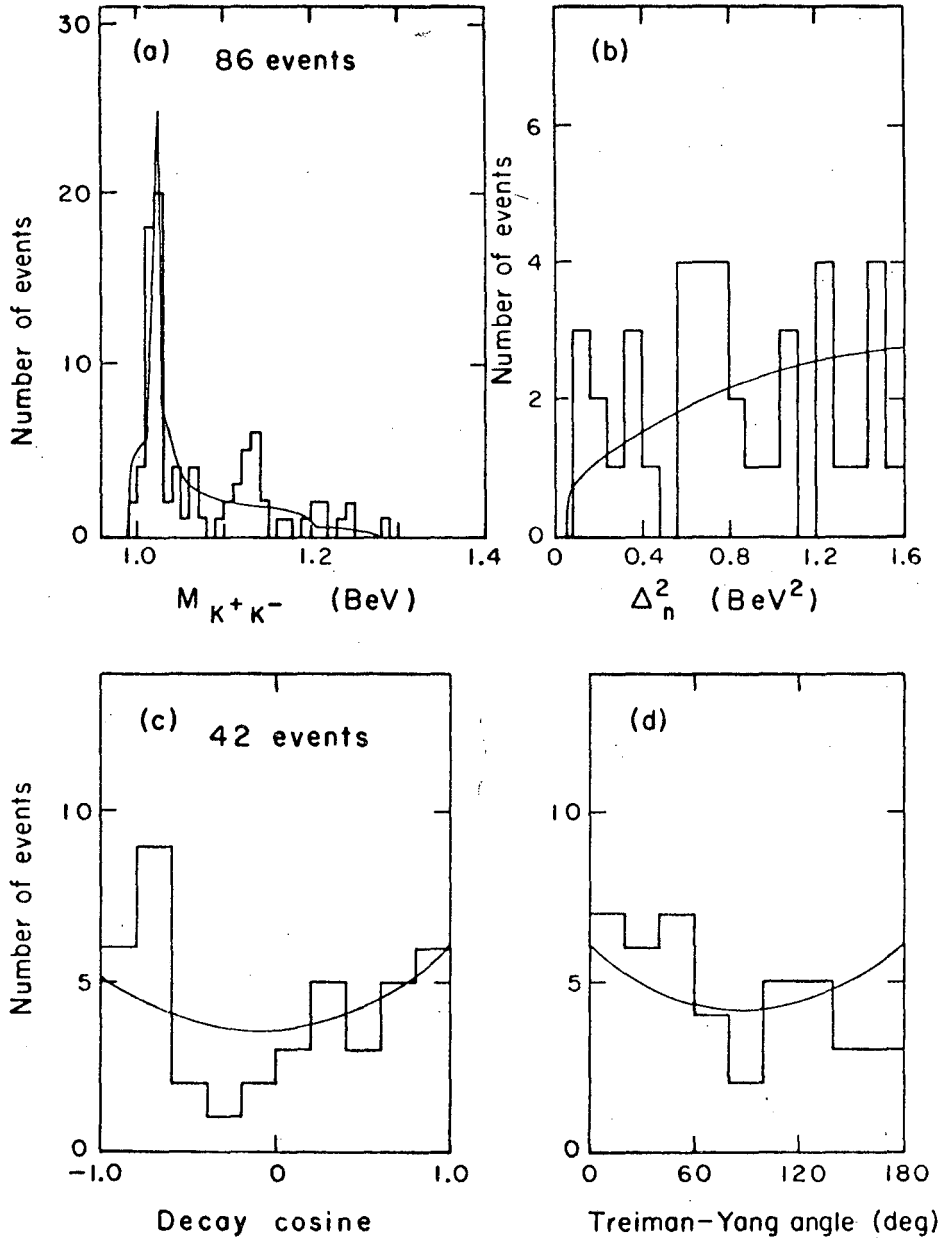 (a) 86 events
Number of events
30
20
10
0
1.0 1.2 1.4
M K+K- (BeV)
(b)
Number of events
6
4
2
0
0 0.4 0.8 1.2 1.6
Δ²n (BeV²)
(c) 42 events
Number of events
10
5
0
-1.0 0 1.0
Decay cosine
(d)
10
5
0
0 60 120 180
Treiman-Yang angle (deg)